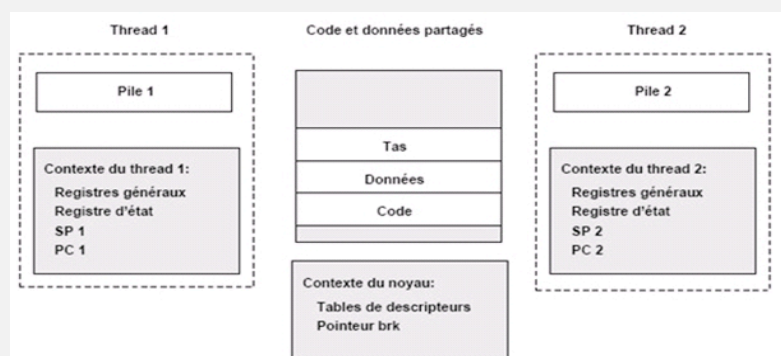 Thread 1
Code et données partagés
Thread 2
Pile 1
Pile 2
Tas
Données
Code
Contexte du thread 1:
Registres généraux
Registre d'état
SP 1
PC 1
Contexte du thread 2:
Registres généraux
Registre d'état
SP 2
PC 2
Contexte du noyau:
Tables de descripteurs
Pointeur brk